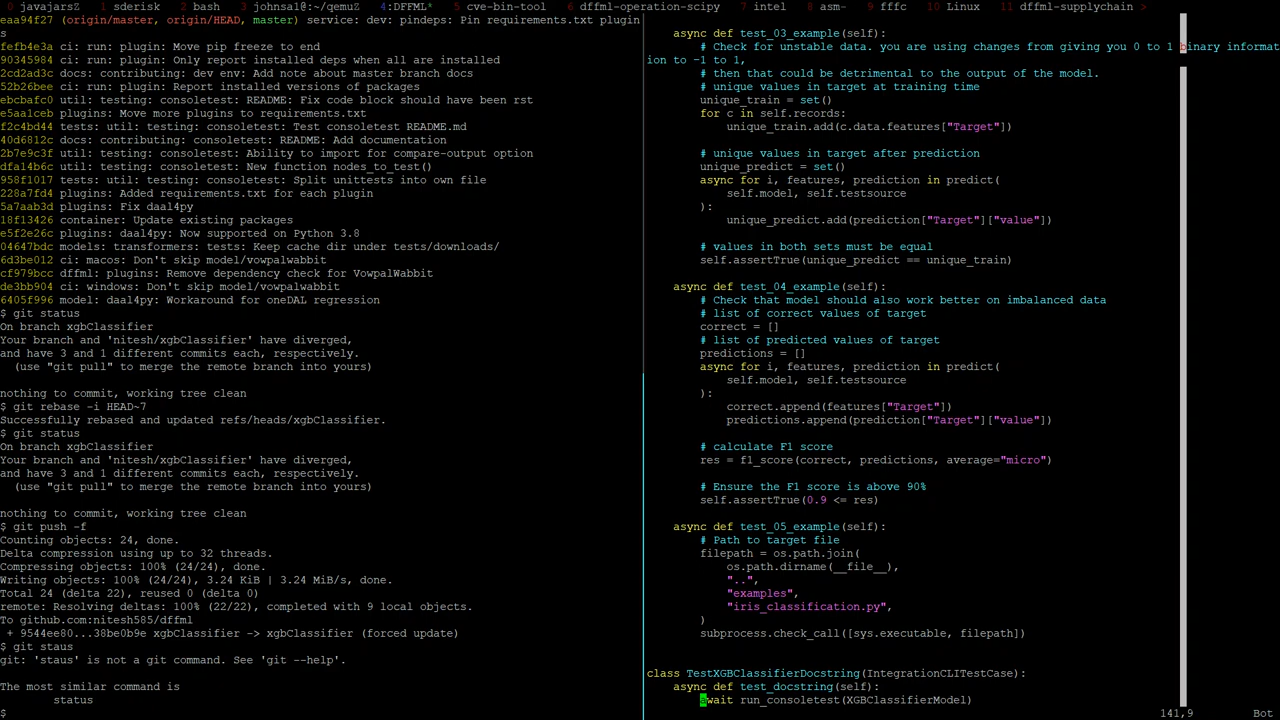 0 javajarsZ  1 sderisk  2 bash  3 johnsa1@:~/qemuZ  4:DFFML*  5 cve-bin-tool  6 dffml-operation-scipy  7 intel  8 asm-  9 fffc  10 Linux  11 dffml-supplychain >
eaa94f27 (origin/master, origin/HEAD, master) service: dev: pindeps: Pin requirements.txt plugin
s
fefb4e3a ci: run: plugin: Move pip freeze to end
90345984 ci: run: plugin: Only report installed deps when all are installed
2cd2ad3c docs: contributing: dev env: Add note about master branch docs
52b26bee ci: run: plugin: Report installed versions of packages
ebcbafc0 util: testing: consoletest: README: Fix code block should have been rst
e5aa1ceb plugins: Move more plugins to requirements.txt
f2c4bd44 tests: util: testing: consoletest: Test consoletest README.md
40d6812c docs: contributing: consoletest: README: Add documentation
2b7e9c3f util: testing: consoletest: Ability to import for compare-output option
dfa14b6c util: testing: consoletest: New function nodes_to_test()
958f1017 tests: util: testing: consoletest: Split unittests into own file
228a7fd4 plugins: Added requirements.txt for each plugin
5a7aab3d plugins: Fix daal4py
18f13426 container: Update existing packages
e5f2e26c plugins: daal4py: Now supported on Python 3.8
04647bdc models: transformers: tests: Keep cache dir under tests/downloads/
6d3be012 ci: macos: Don't skip model/vowpalwabbit
cf979bcc dffml: plugins: Remove dependency check for VowpalWabbit
de3bb904 ci: windows: Don't skip model/vowpalwabbit
6405f996 model: daal4py: Workaround for oneDAL regression
$ git status
On branch xgbClassifier
Your branch and 'nitesh/xgbClassifier' have diverged,
and have 3 and 1 different commits each, respectively.
  (use "git pull" to merge the remote branch into yours)
nothing to commit, working tree clean
$ git rebase -i HEAD~7
Successfully rebased and updated refs/heads/xgbClassifier.
$ git status
On branch xgbClassifier
Your branch and 'nitesh/xgbClassifier' have diverged,
and have 3 and 1 different commits each, respectively.
  (use "git pull" to merge the remote branch into yours)
nothing to commit, working tree clean
$ git push -f
Counting objects: 24, done.
Delta compression using up to 32 threads.
Compressing objects: 100% (24/24), done.
Writing objects: 100% (24/24), 3.24 KiB | 3.24 MiB/s, done.
Total 24 (delta 22), reused 0 (delta 0)
remote: Resolving deltas: 100% (22/22), completed with 9 local objects.
To github.com:nitesh585/dffml
 + 9544ee80...38be0b9e xgbClassifier -> xgbClassifier (forced update)
$ git staus
git: 'staus' is not a git command. See 'git --help'.
The most similar command is
        status
$
    async def test_03_example(self):
        # Check for unstable data. you are using changes from giving you 0 to 1 binary informat
ion to -1 to 1,
        # then that could be detrimental to the output of the model.
        # unique values in target at training time
        unique_train = set()
        for c in self.records:
            unique_train.add(c.data.features["Target"])
        # unique values in target after prediction
        unique_predict = set()
        async for i, features, prediction in predict(
            self.model, self.testsource
        ):
            unique_predict.add(prediction["Target"]["value"])
        # values in both sets must be equal
        self.assertTrue(unique_predict == unique_train)
    async def test_04_example(self):
        # Check that model should also work better on imbalanced data
        # list of correct values of target
        correct = []
        # list of predicted values of target
        predictions = []
        async for i, features, prediction in predict(
            self.model, self.testsource
        ):
            correct.append(features["Target"])
            predictions.append(prediction["Target"]["value"])
        # calculate F1 score
        res = f1_score(correct, predictions, average="micro")
        # Ensure the F1 score is above 90%
        self.assertTrue(0.9 <= res)
    async def test_05_example(self):
        # Path to target file
        filepath = os.path.join(
            os.path.dirname(__file__),
            "..",
            "examples",
            "iris_classification.py",
        )
        subprocess.check_call([sys.executable, filepath])
class TestXGBClassifierDocstring(IntegrationCLITestCase):
    async def test_docstring(self):
        await run_consoletest(XGBClassifierModel)
141,9  Bot